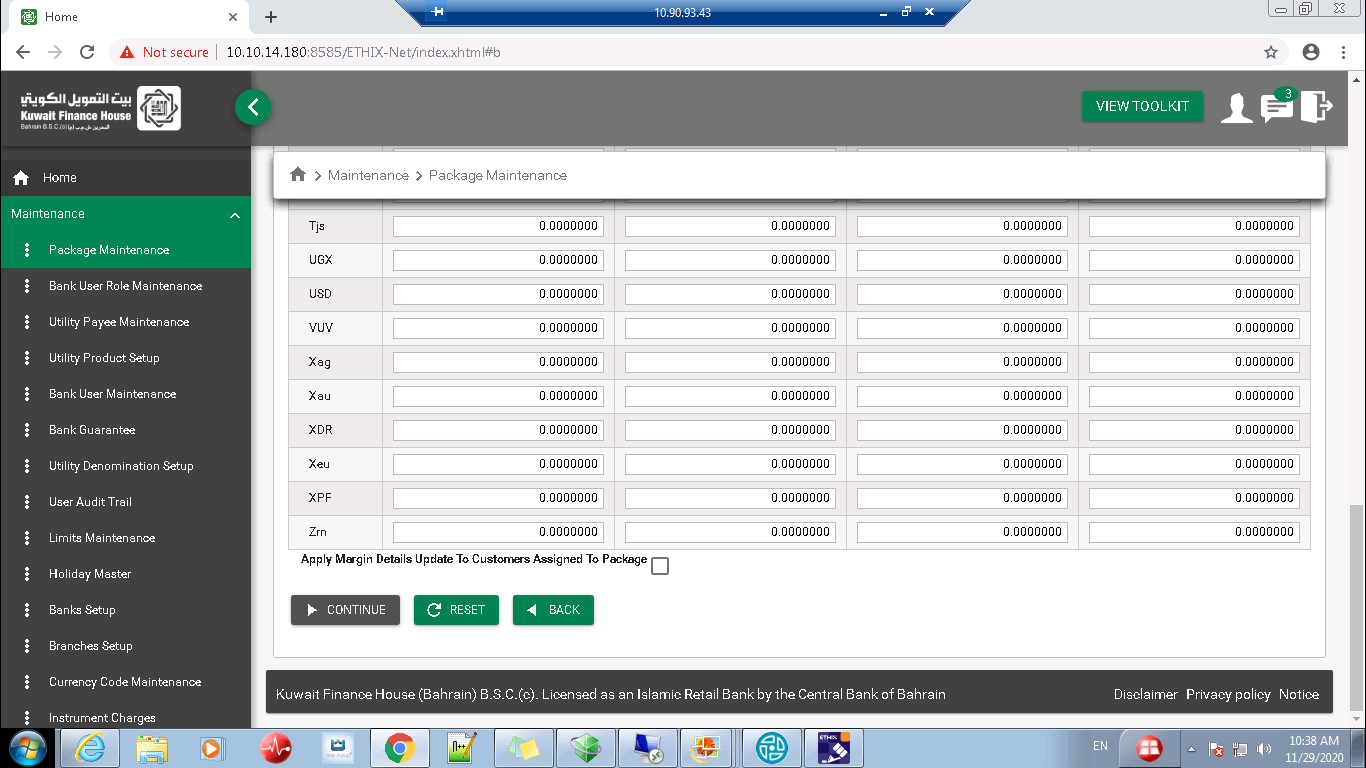 Home
10.90.93.43
Not secure
10.10.14.180:8585/ETHIX-Net/index.xhtml#b
بيت التمويل الكويتي
Kuwait Finance House
Bahrain B.S.C.(c)
VIEW TOOLKIT
3
Home
Maintenance
Package Maintenance
Bank User Role Maintenance
Utility Payee Maintenance
Utility Product Setup
Bank User Maintenance
Bank Guarantee
Utility Denomination Setup
User Audit Trail
Limits Maintenance
Holiday Master
Banks Setup
Branches Setup
Currency Code Maintenance
Instrument Charges
Maintenance Package Maintenance
Tjs 0.0000000 0.0000000 0.0000000 0.0000000
UGX 0.0000000 0.0000000 0.0000000 0.0000000
USD 0.0000000 0.0000000 0.0000000 0.0000000
VUV 0.0000000 0.0000000 0.0000000 0.0000000
Xag 0.0000000 0.0000000 0.0000000 0.0000000
Xau 0.0000000 0.0000000 0.0000000 0.0000000
XDR 0.0000000 0.0000000 0.0000000 0.0000000
Xeu 0.0000000 0.0000000 0.0000000 0.0000000
XPF 0.0000000 0.0000000 0.0000000 0.0000000
Zrn 0.0000000 0.0000000 0.0000000 0.0000000
Apply Margin Details Update To Customers Assigned To Package
CONTINUE RESET BACK
Kuwait Finance House (Bahrain) B.S.C.(c). Licensed as an Islamic Retail Bank by the Central Bank of Bahrain
Disclaimer Privacy policy Notice
ETHIX
EN
10:38 AM
11/29/2020